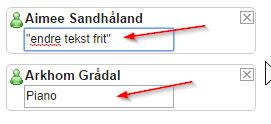 Aimee Sandhåland
"endre tekst frit"
Arkhom Grådal
Piano